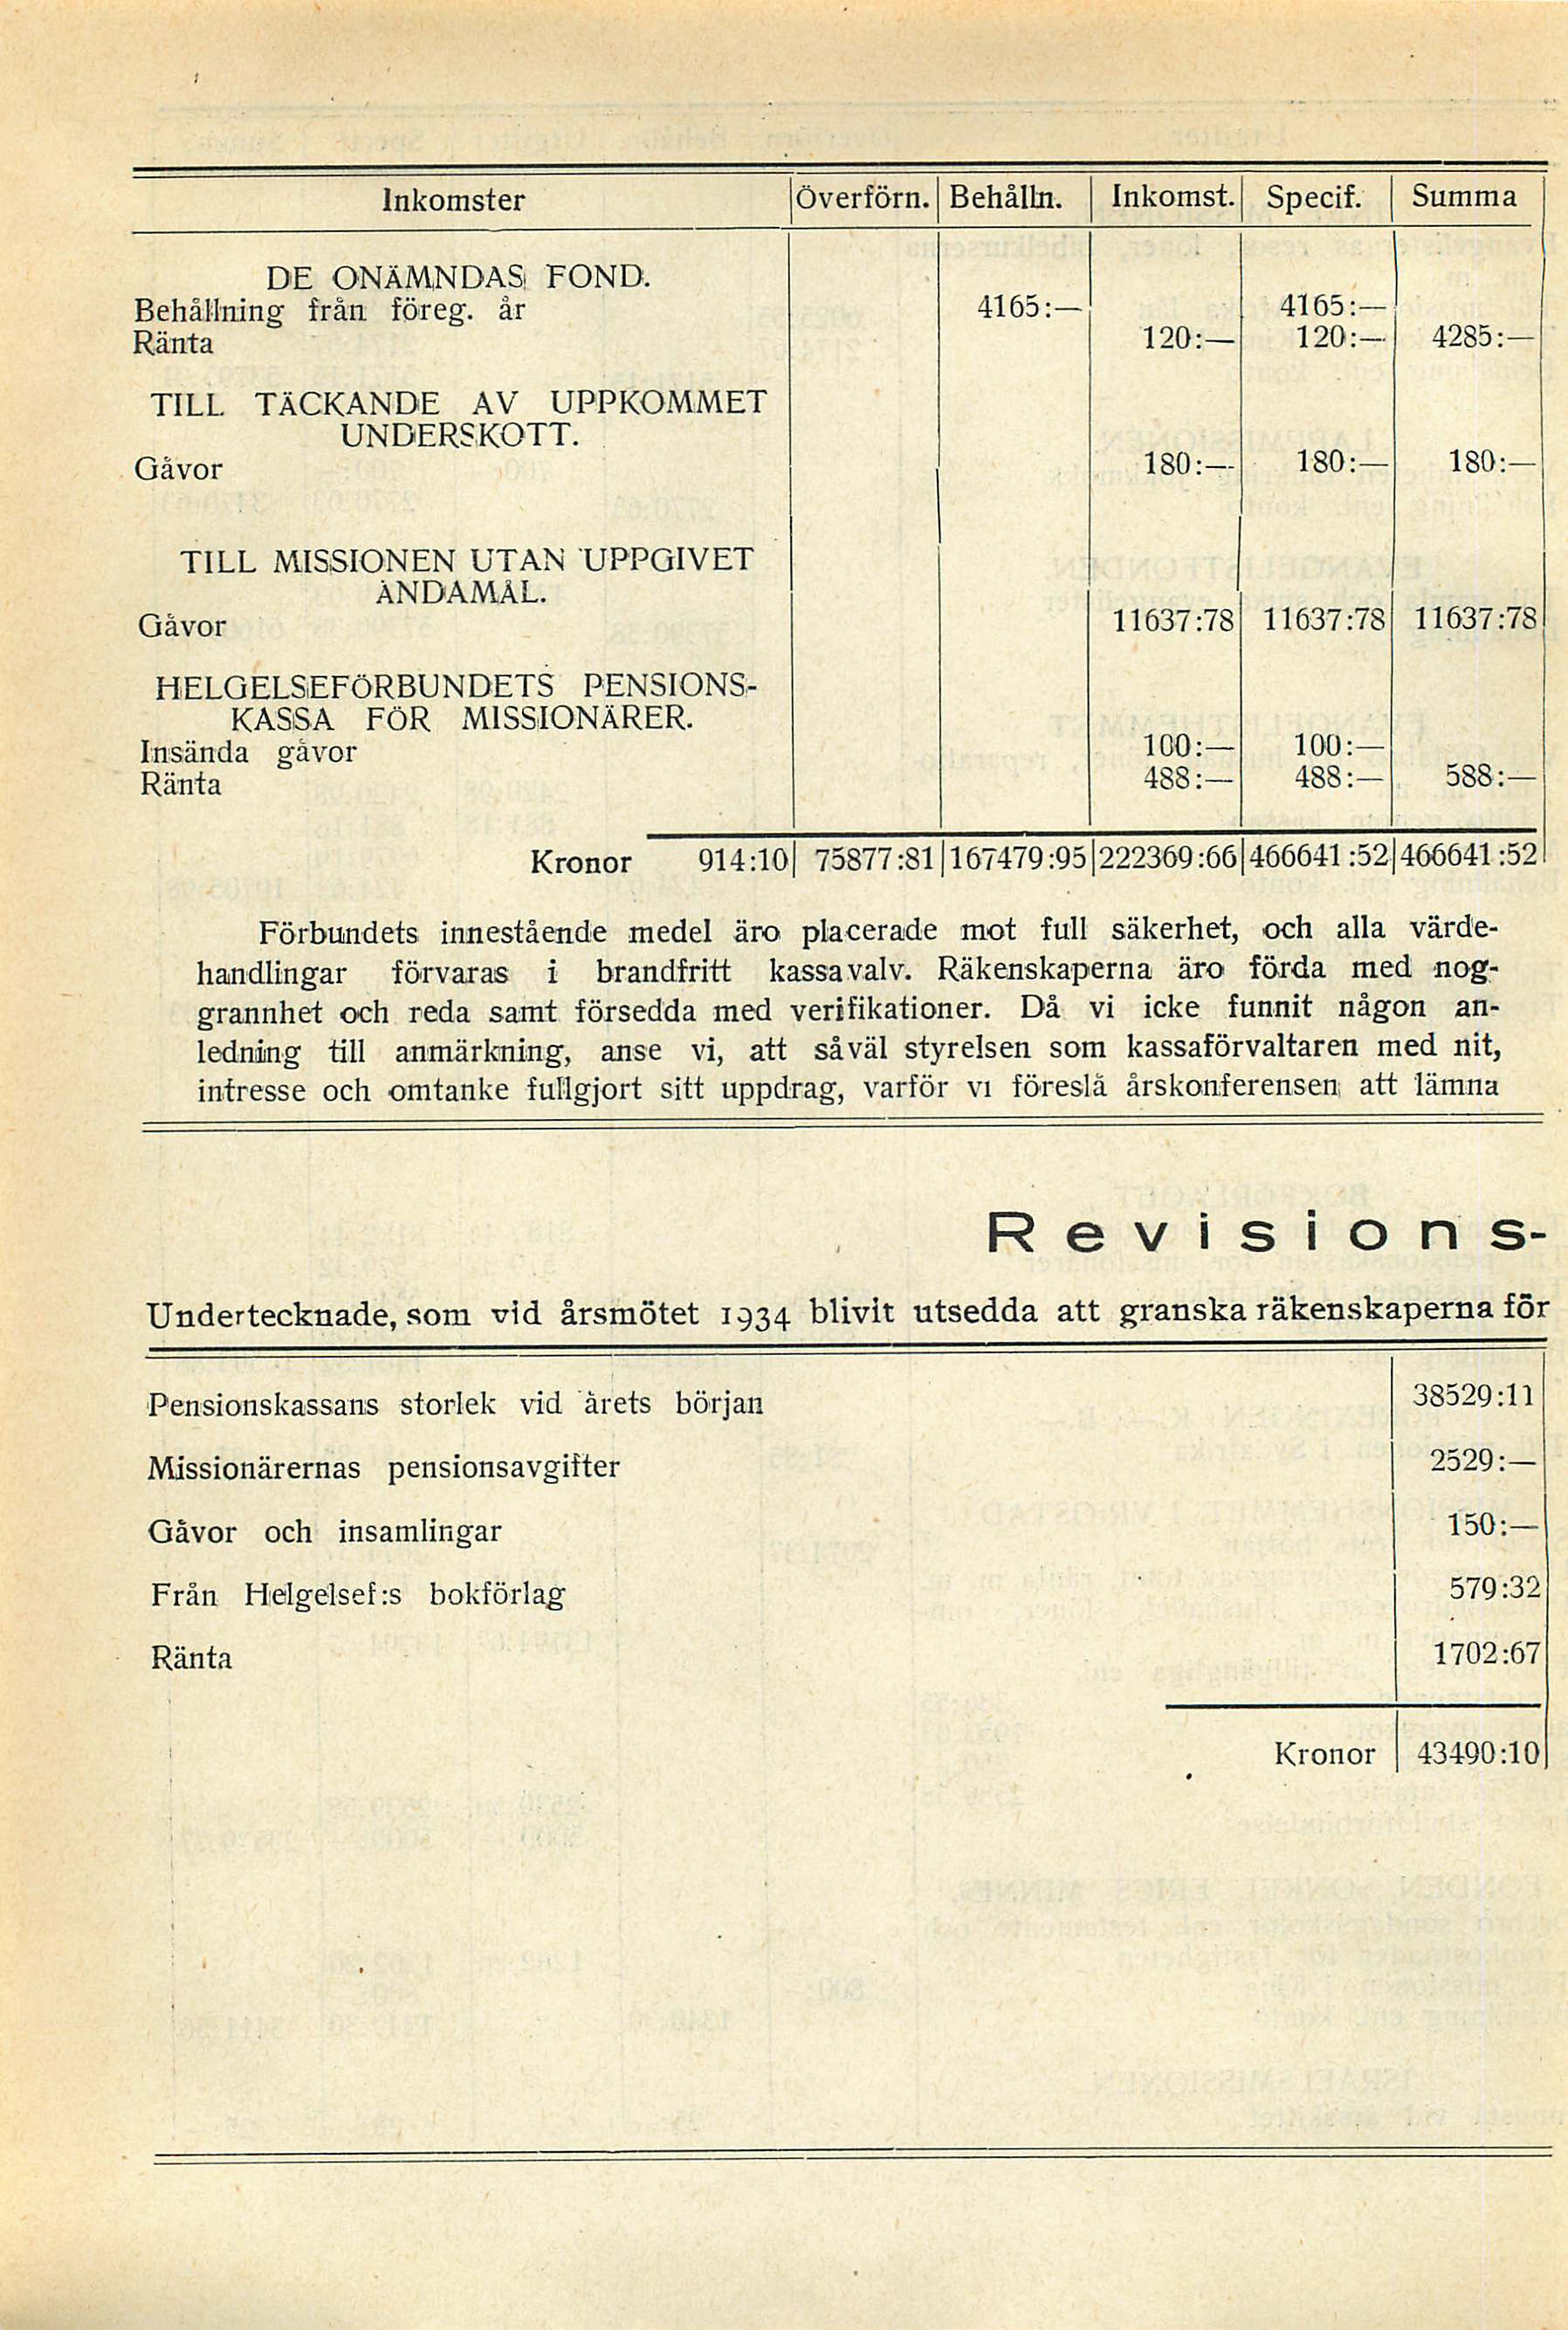 Inkomster Överförn. Behålln. Inkomst. Specif. Summa
DE ONÄMNDAS FOND.
Behållning från föreg. år 4165:— 4165:—
Ränta 120:— 120:— 4285:—
TILL TÄCKANDE AV UPPKOMMET
UNDERSKOTT.
Gåvor 180:— 180:— 180:—
TILL MISSIONEN UTAN UPPGIVET
ÄNDAMÅL.
Gåvor 11637:78 11637:78 11637:78
HELGELSEFÖRBUNDETS PENSIONS-
KASSA FÖR MISSIONÄRER.
Insända gåvor 100:— 100:—
Ränta 488:— 488:— 588:—
Kronor 914:10 75877:81 167479:95 222369:66 466641:52 466641:52
Förbundets innestående medel äro placerade mot full säkerhet, och alla värde-
handlingar förvaras i brandfritt kassavalv. Räkenskaperna äro förda med nog-
grannhet och reda samt försedda med verifikationer. Då vi icke funnit någon an-
ledning till anmärkning, anse vi, att såväl styrelsen som kassaförvaltaren med nit,
intresse och omtanke fullgjort sitt uppdrag, varför vi föreslå årskonferensen att lämna
Revisions-
Undertecknade, som vid årsmötet 1934 blivit utsedda att granska räkenskaperna för
Pensionskassans storlek vid årets början 38529:11
Missionärernas pensionsavgifter 2529:—
Gåvor och insamlingar 150:—
Från Helgelsef:s bokförlag 579:32
Ränta 1702:67
Kronor 43490:10